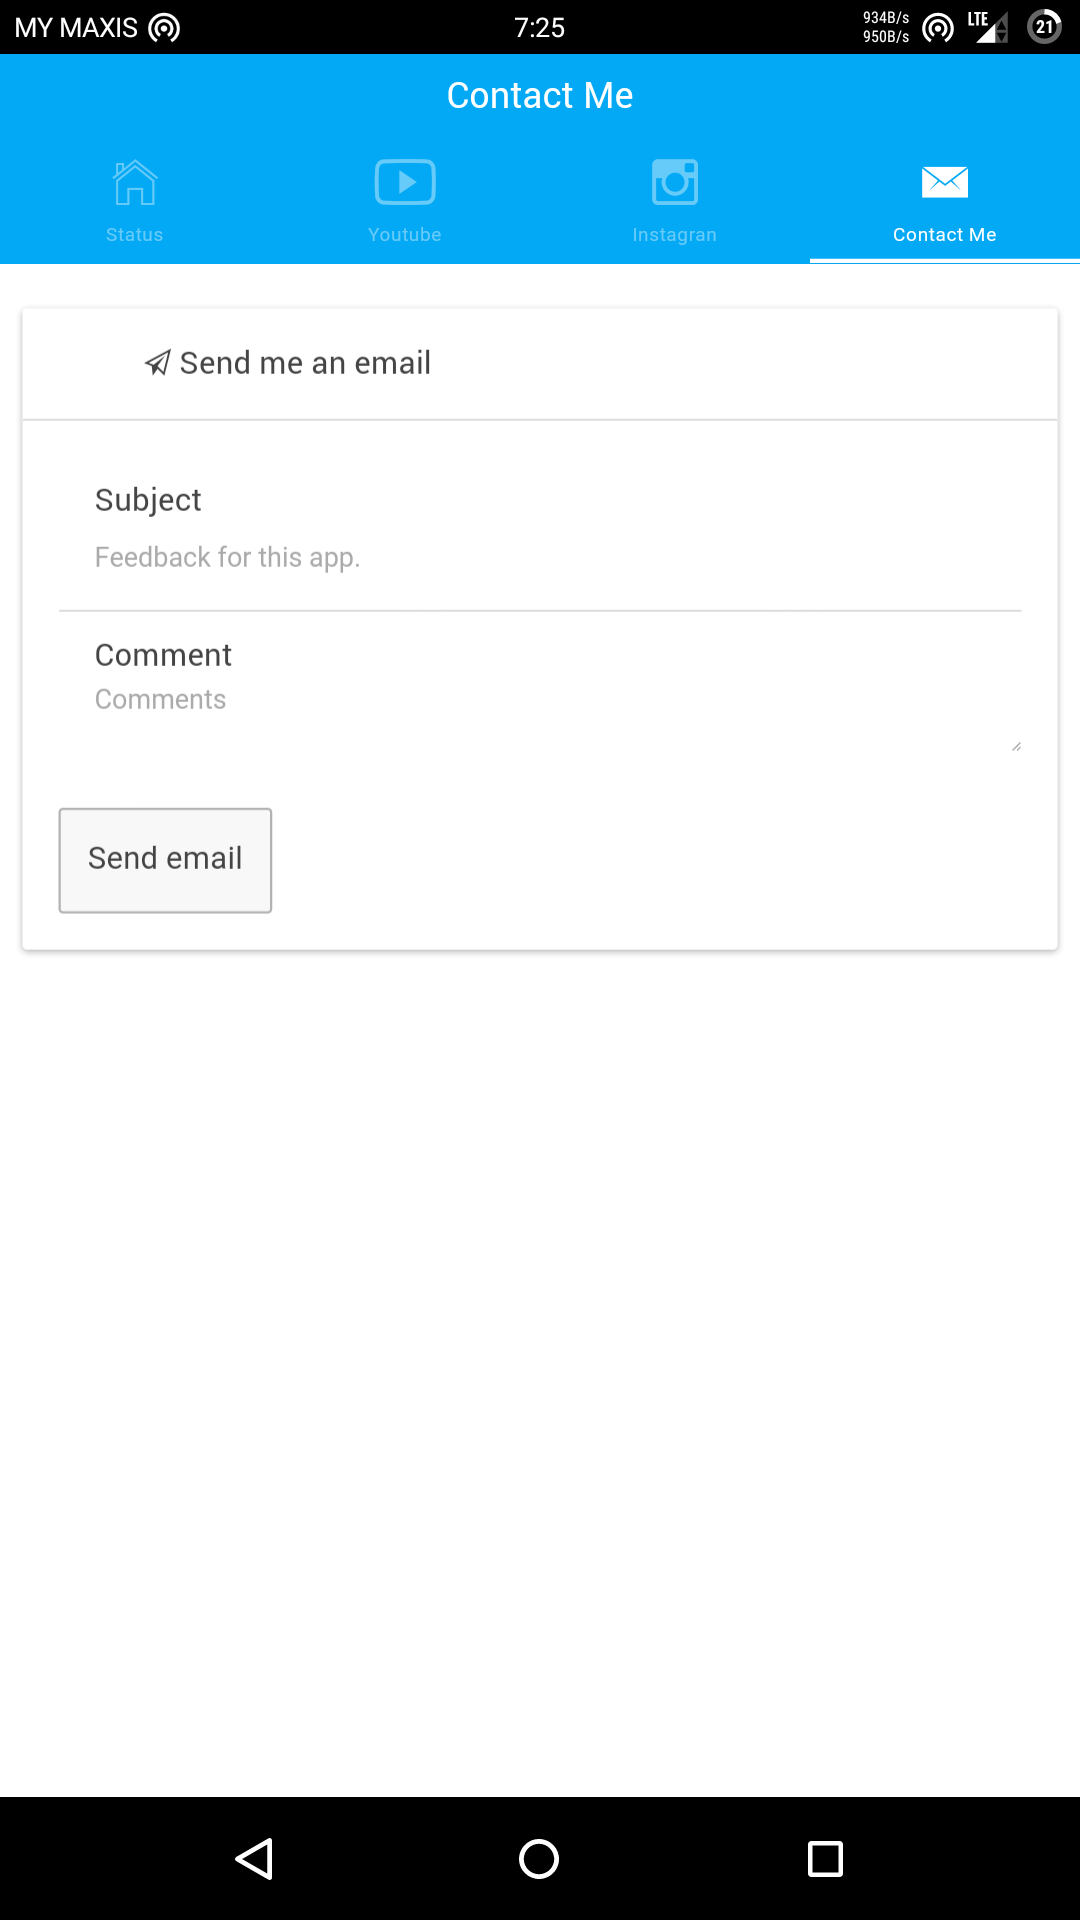 MY MAXIS 7:25 934B/s LTE 21
950B/s
Contact Me
Status Youtube Instagran Contact Me
Send me an email
Subject
Feedback for this app.
Comment
Comments
Send email